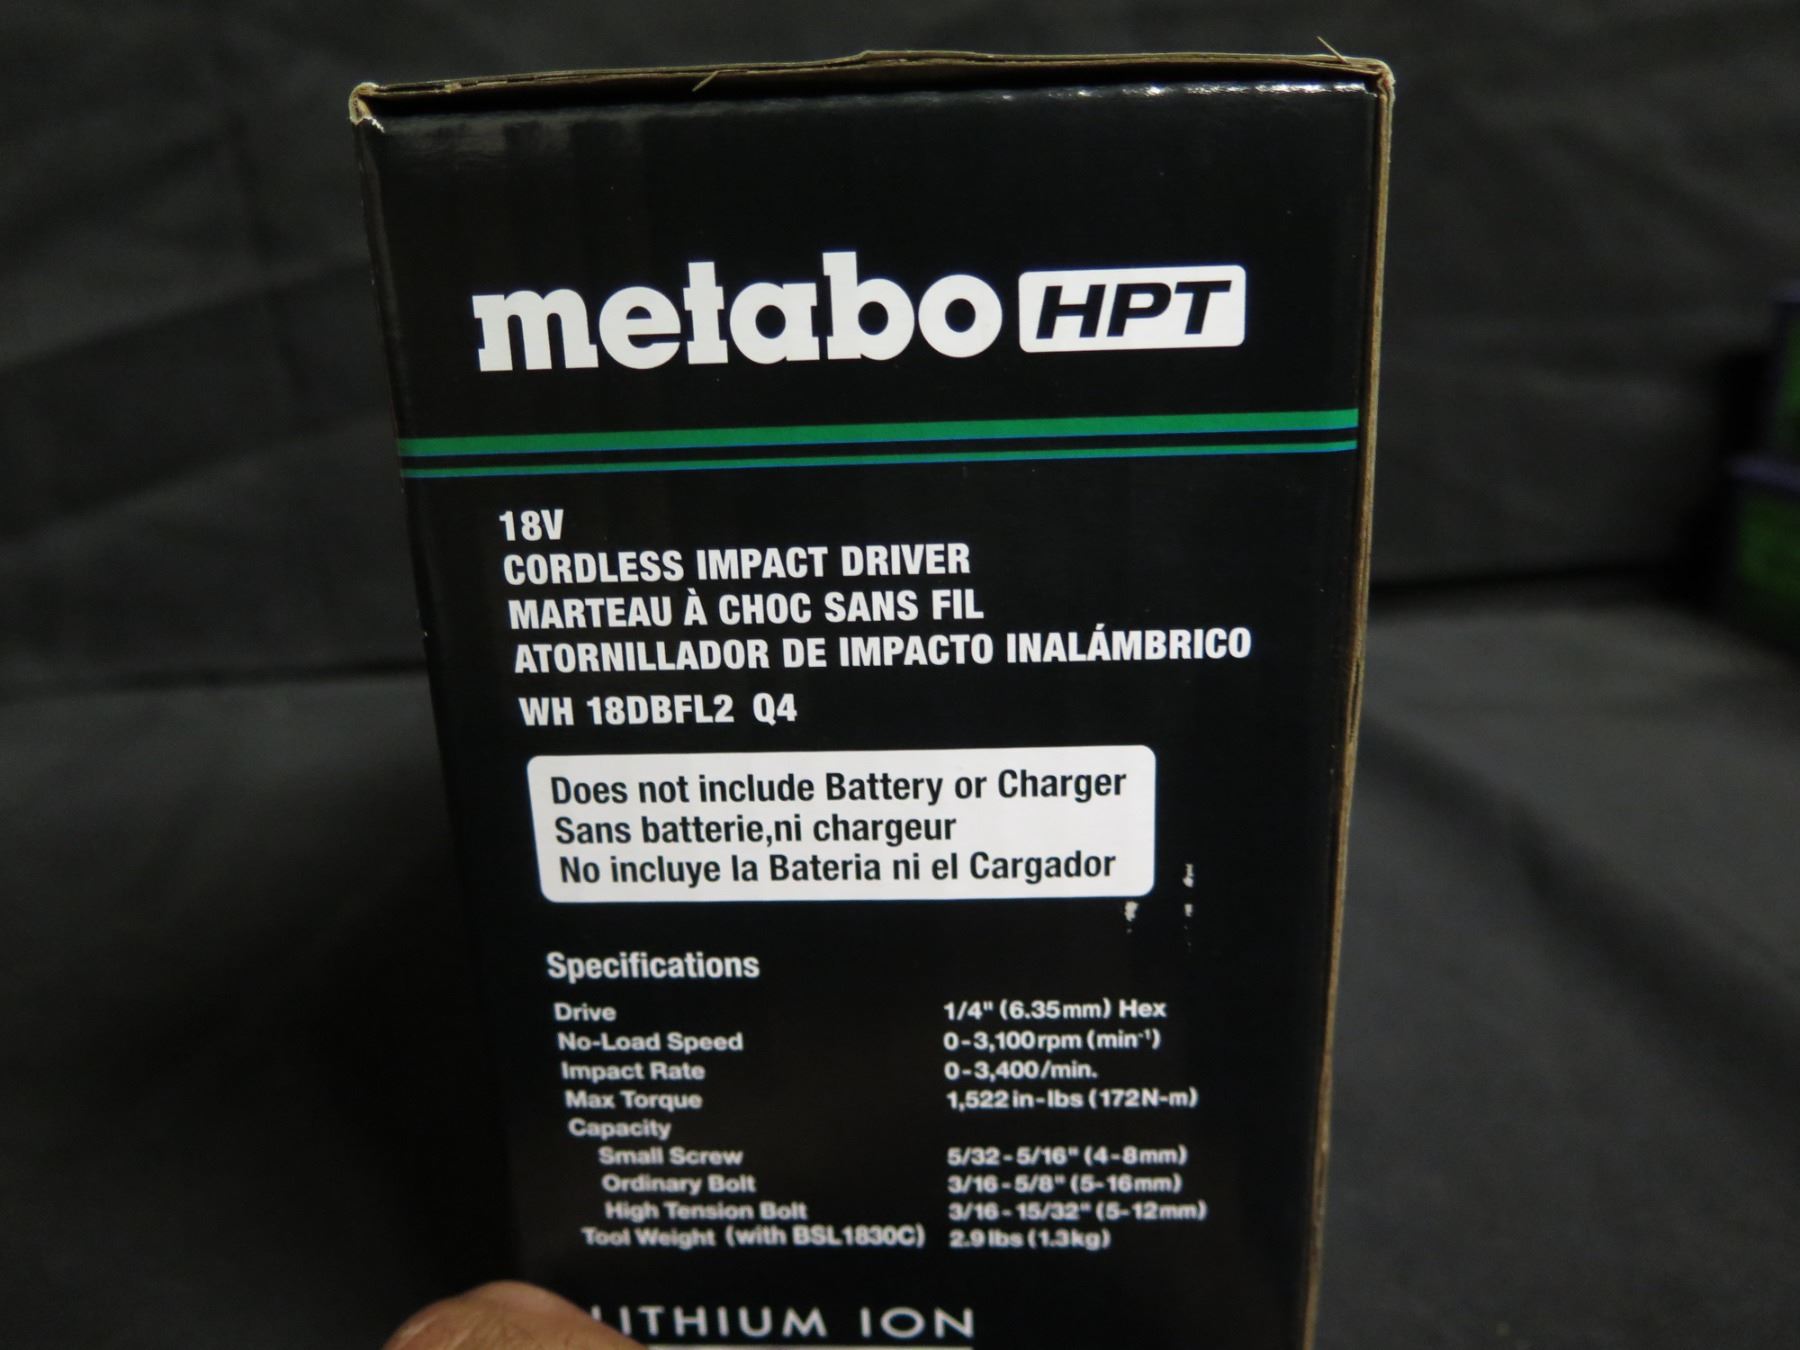 metabo HPT
18V
CORDLESS IMPACT DRIVER
MARTEAU À CHOC SANS FIL
ATORNILLADOR DE IMPACTO INALÁMBRICO
WH 18DBFL2 Q4
Does not include Battery or Charger
Sans batterie,ni chargeur
No incluye la Bateria ni el Cargador
Specifications
Drive 1/4" (6.35mm) Hex
No-Load Speed 0-3,100rpm (min⁻¹)
Impact Rate 0-3,400/min.
Max Torque 1,522in-lbs (172N-m)
Capacity
Small Screw 5/32-5/16" (4-8mm)
Ordinary Bolt 3/16-5/8" (5-16mm)
High Tension Bolt 3/16-15/32" (5-12mm)
Tool Weight (with BSL1830C) 2.9lbs (1.3kg)
LITHIUM ION